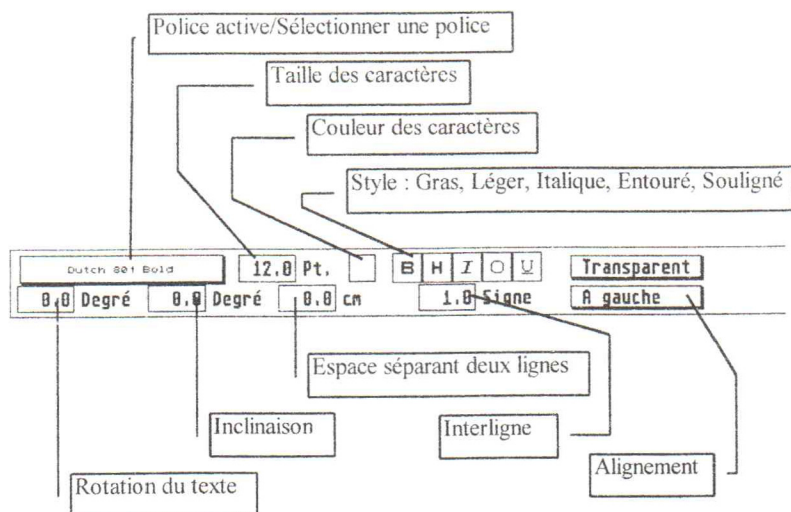 Police active/Sélectionner une police
Taille des caractères
Couleur des caractères
Style : Gras, Léger, Italique, Entouré, Souligné
Dutch 801 Bold
12.0 Pt.
B H I O U
Transparent
0.0 Degré
0.0 Degré
0.0 cm
1.0 Signe
A gauche
Espace séparant deux lignes
Inclinaison
Interligne
Alignement
Rotation du texte